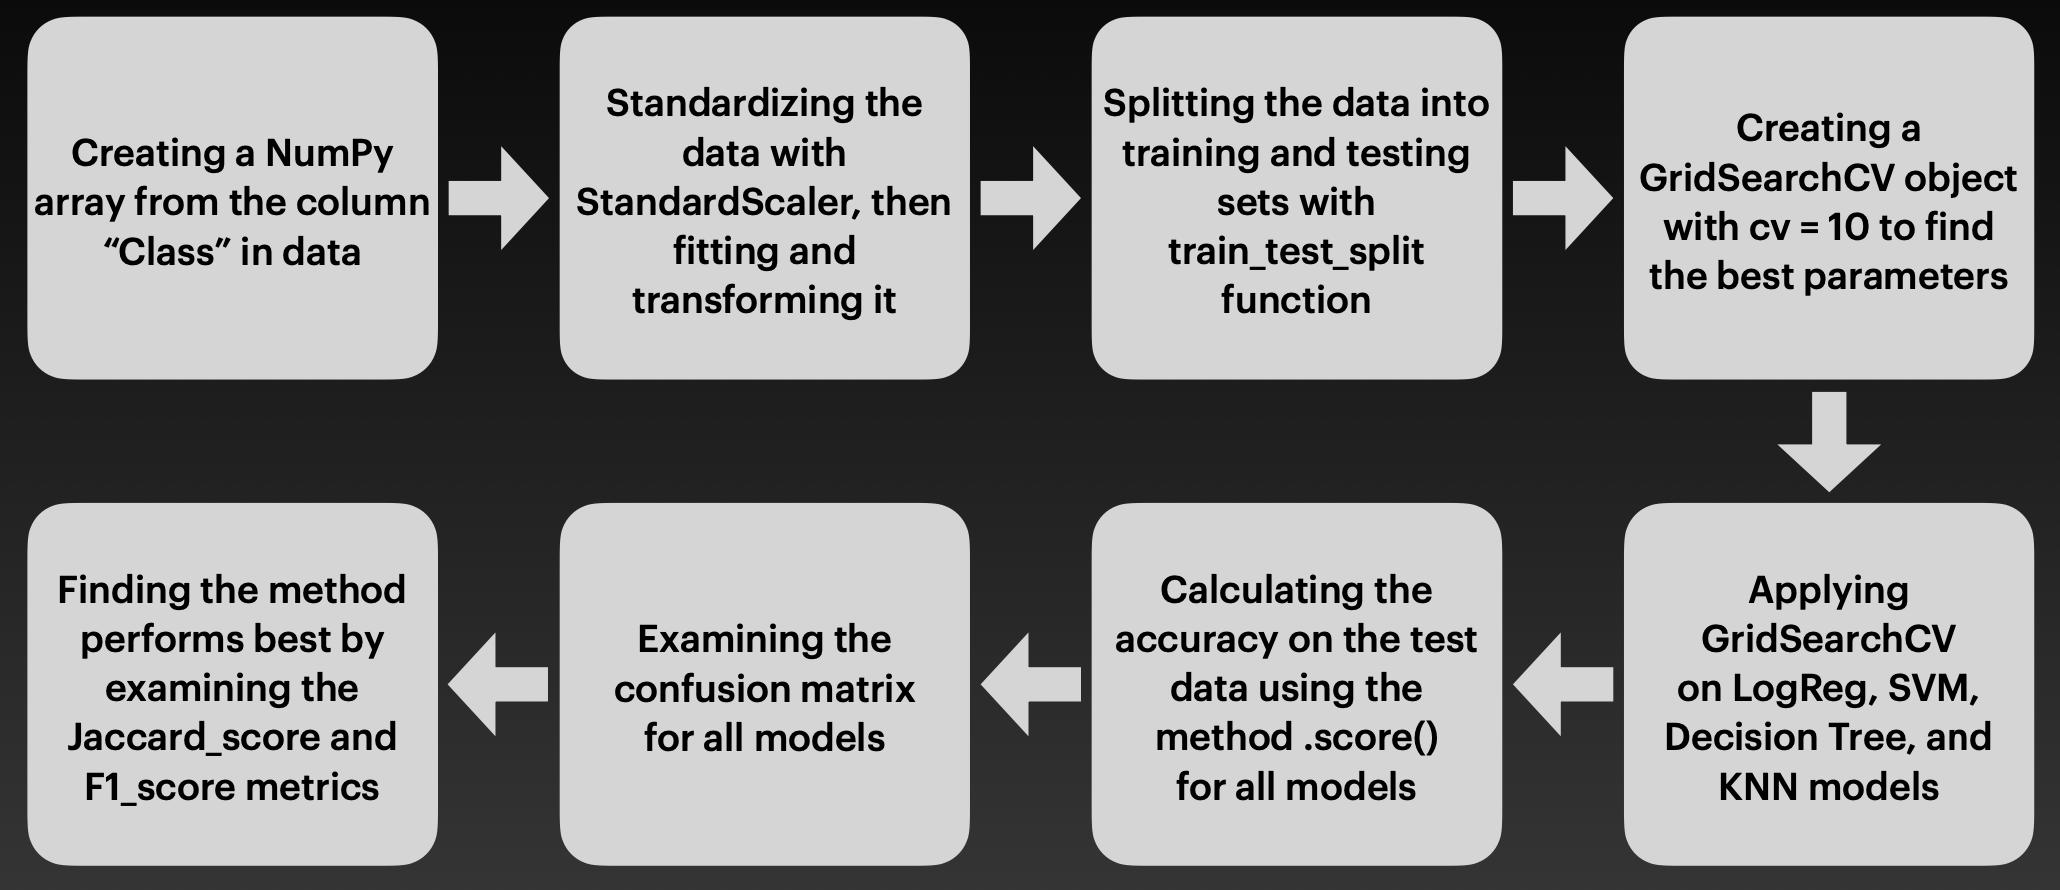 Creating a NumPy
array from the column
“Class” in data
Standardizing the
data with
StandardScaler, then
fitting and
transforming it
Splitting the data into
training and testing
sets with
train_test_split
function
Creating a
GridSearchCV object
with cv = 10 to find
the best parameters
Applying
GridSearchCV
on LogReg, SVM,
Decision Tree, and
KNN models
Calculating the
accuracy on the test
data using the
method .score()
for all models
Examining the
confusion matrix
for all models
Finding the method
performs best by
examining the
Jaccard_score and
F1_score metrics